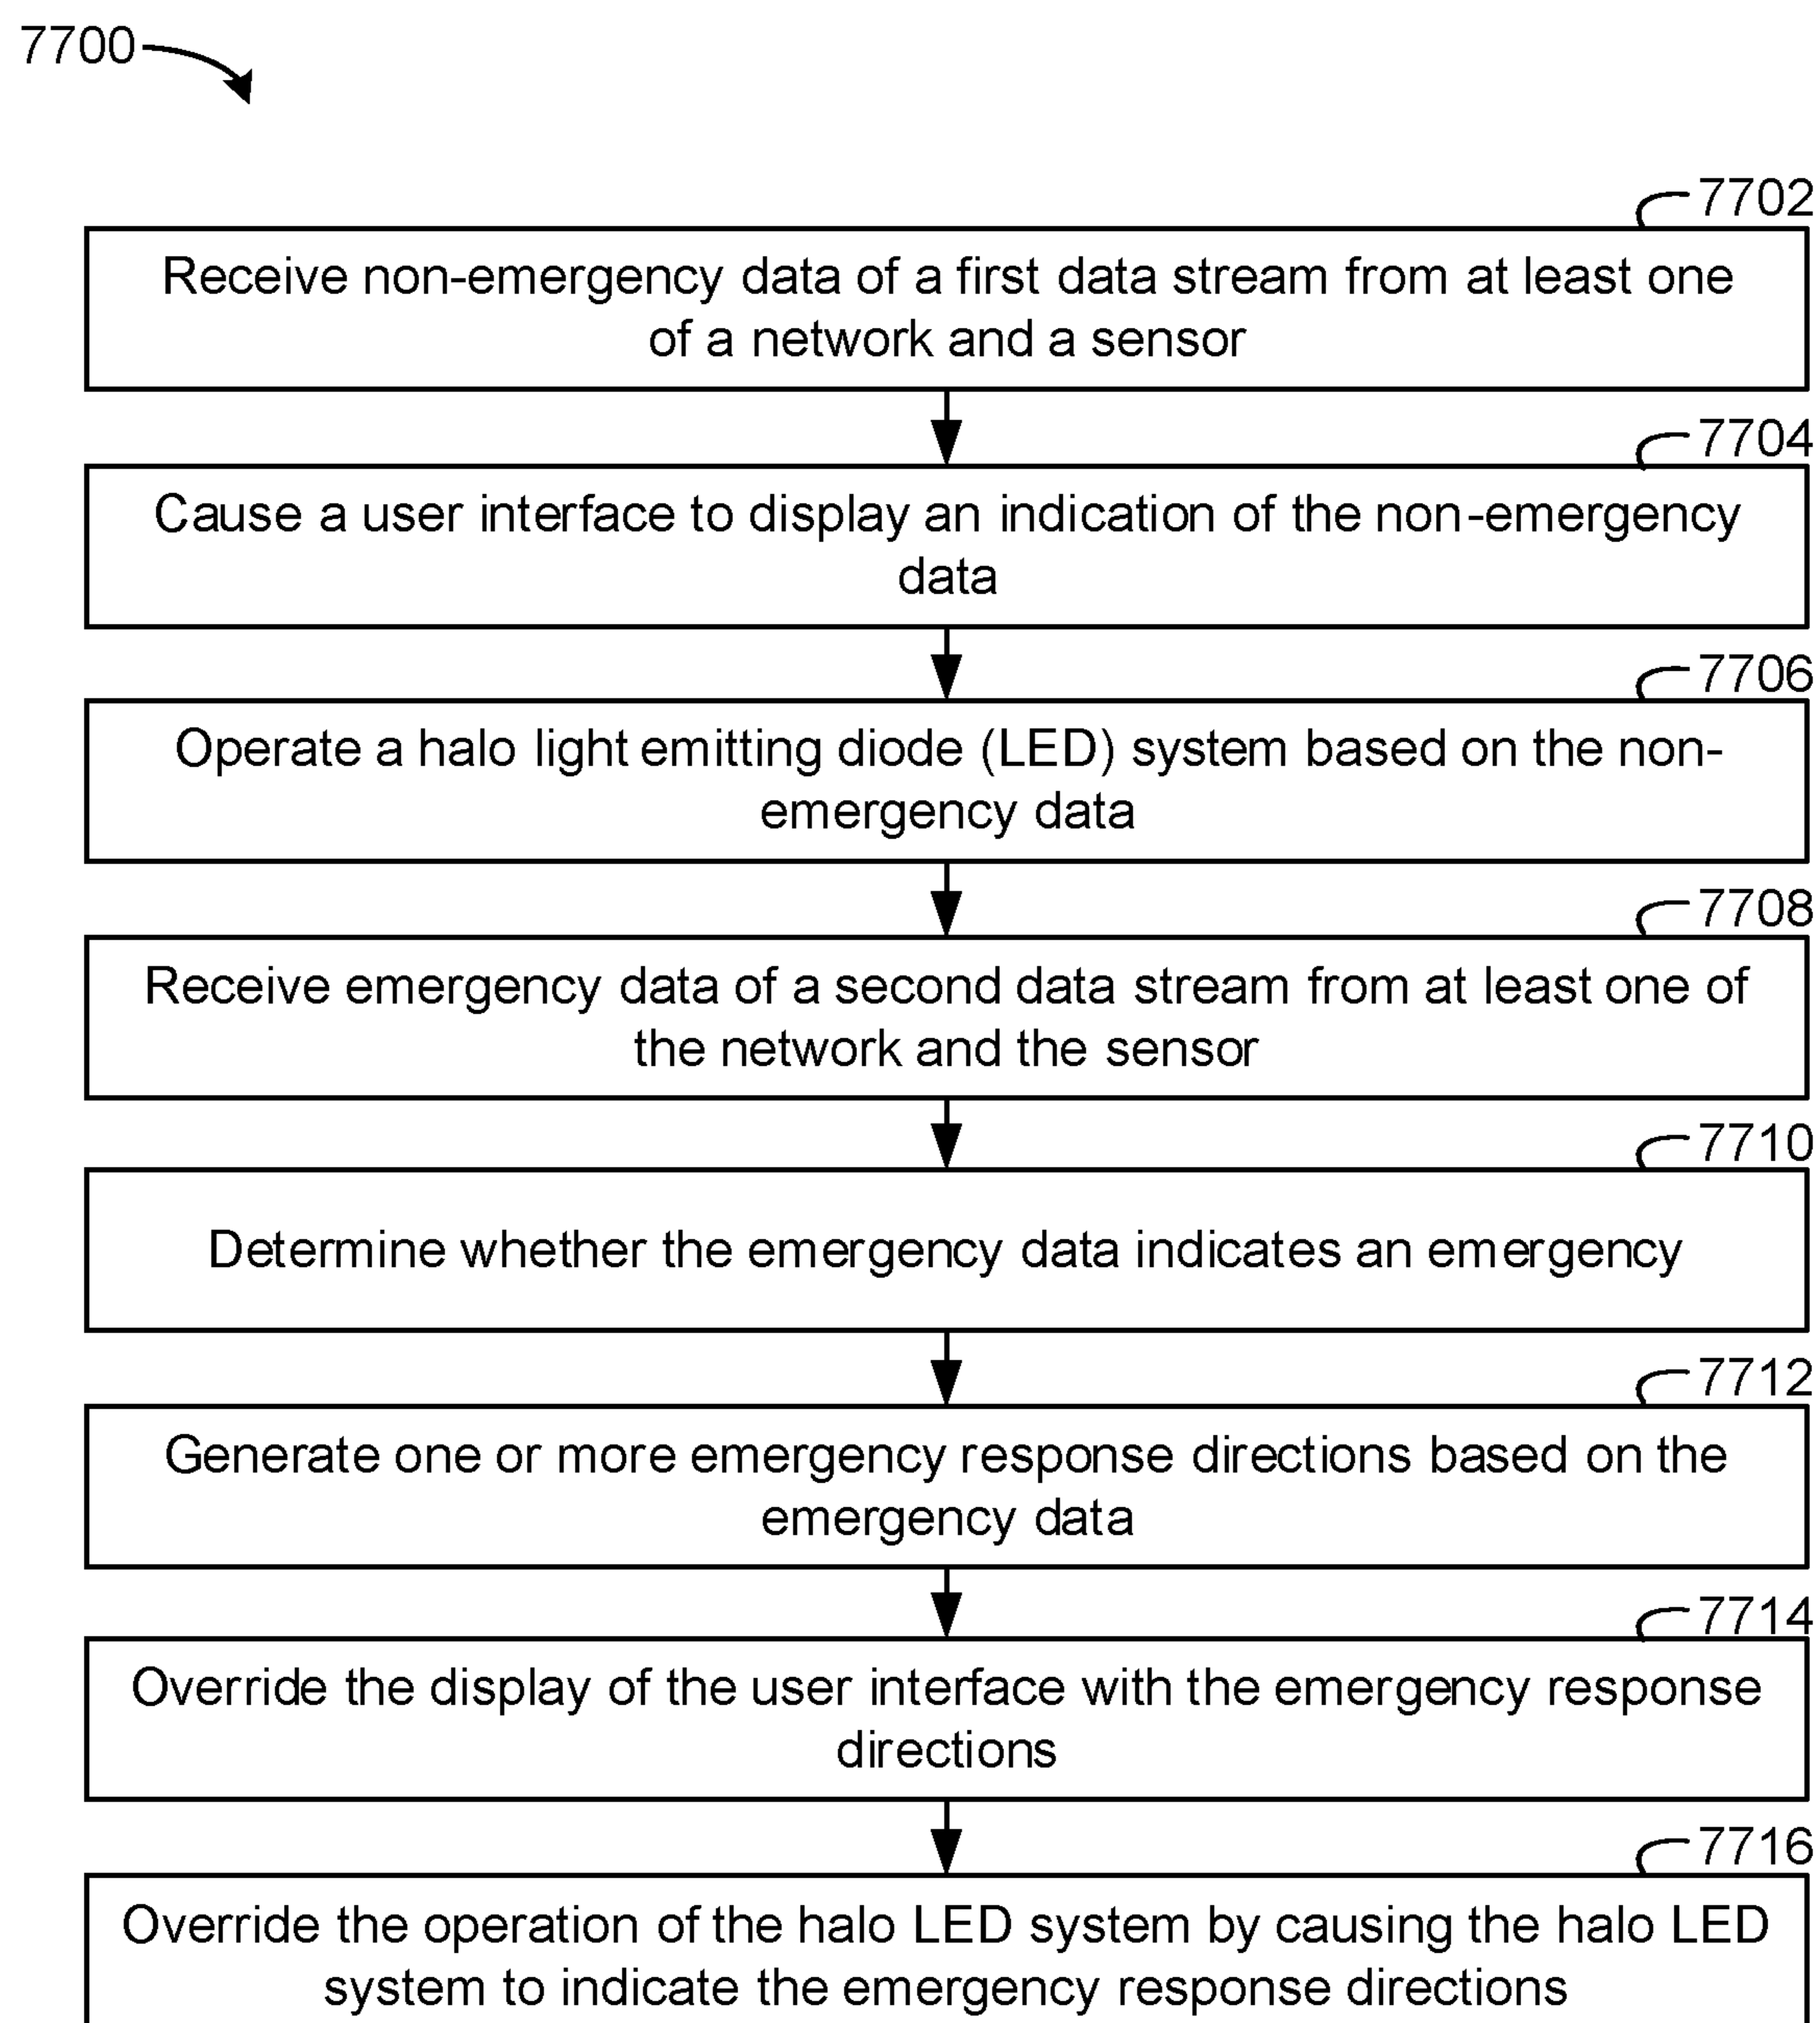 7700
7702
Receive non-emergency data of a first data stream from at least one
of a network and a sensor
7704
Cause a user interface to display an indication of the non-emergency
data
7706
Operate a halo light emitting diode (LED) system based on the non-
emergency data
7708
Receive emergency data of a second data stream from at least one of
the network and the sensor
7710
Determine whether the emergency data indicates an emergency
7712
Generate one or more emergency response directions based on the
emergency data
7714
Override the display of the user interface with the emergency response
directions
7716
Override the operation of the halo LED system by causing the halo LED
system to indicate the emergency response directions